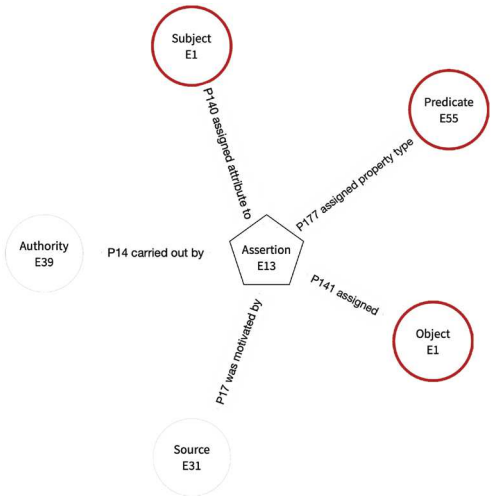 Subject
E1
P140 assigned attribute to
Predicate
E55
P177 assigned property type
Authority
E39
P14 carried out by
Assertion
E13
P141 assigned
Object
E1
P17 was motivated by
Source
E31